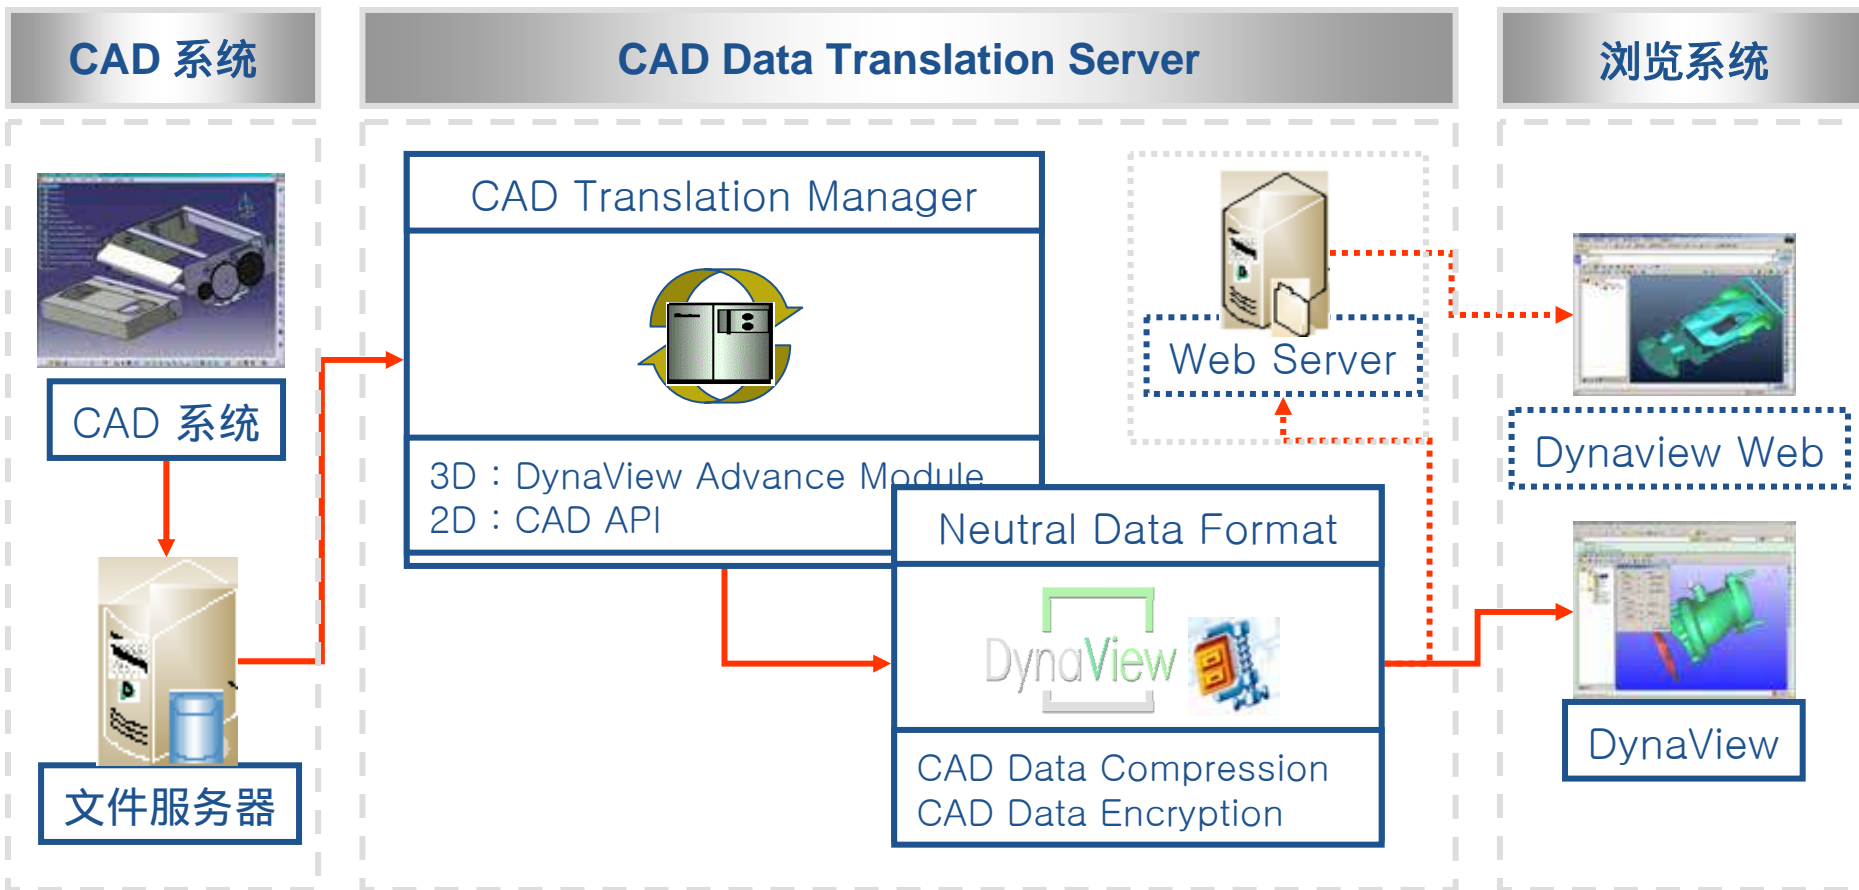 CAD 系统
CAD Data Translation Server
浏览系统
CAD Translation Manager
Web Server
CAD 系统
Dynaview Web
3D：DynaView Advance Module
2D：CAD API
Neutral Data Format
DynaView
DynaView
文件服务器
CAD Data Compression
CAD Data Encryption